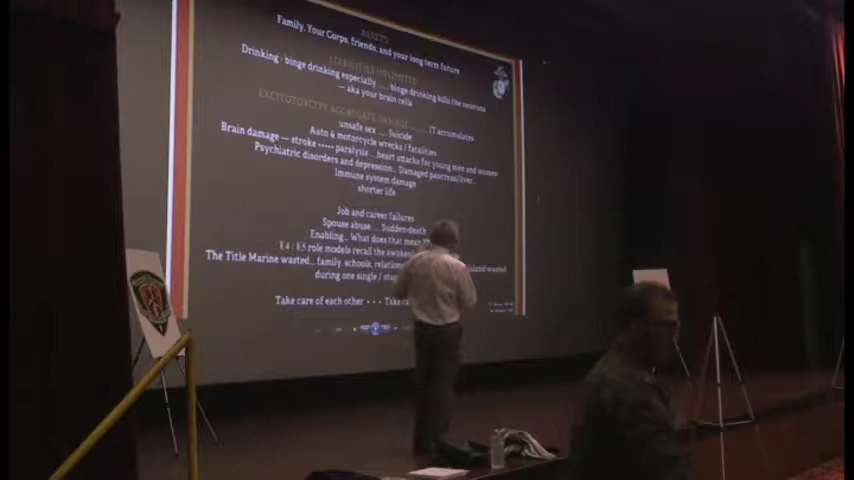 ASSETS
Family, Your Corps, friends, and your long term future
LIABILITIES UNLIMITED
Drinking - binge drinking especially .... binge drinking kills the neurons
— aka your brain cells
EXCITOTOXICITY AGGREGATE DAMAGE ....... IT accumulates
unsafe sex .... Suicide
Auto & motorcycle wrecks / fatalities
Brain damage — stroke ••••• paralysis ... heart attacks for young men and women
Psychiatric disorders and depression... Damaged pancreas/liver...
Immune system damage
shorter life
Job and career failures
Spouse abuse .... Sudden-death
Enabling... What does that mean ??
E4 / E5 role models recall the
The Title Marine wasted... family, schools, wasted
during one single /
Take care of each other • • • Take